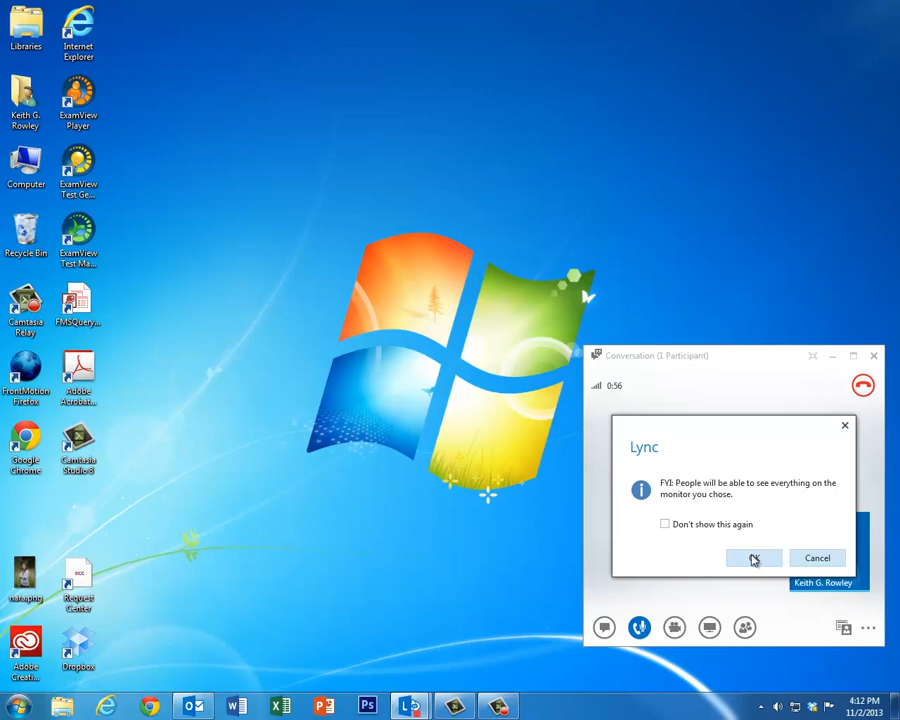 Libraries
Internet
Explorer
Keith G.
Rowley
ExamView
Player
Computer
ExamView
Test Ge...
Recycle Bin
ExamView
Test Ma...
Camtasia
Relay
FMSQuery...
FrontMotion
Firefox
Adobe
Acrobat...
Google
Chrome
Camtasia
Studio 8
nara.png
Request
Center
Adobe
Creati...
Dropbox
Conversation (1 Participant)
0:56
Lync
FYI: People will be able to see everything on the
monitor you chose.
Don't show this again
Cancel
Keith G. Rowley
4:12 PM
11/2/2013